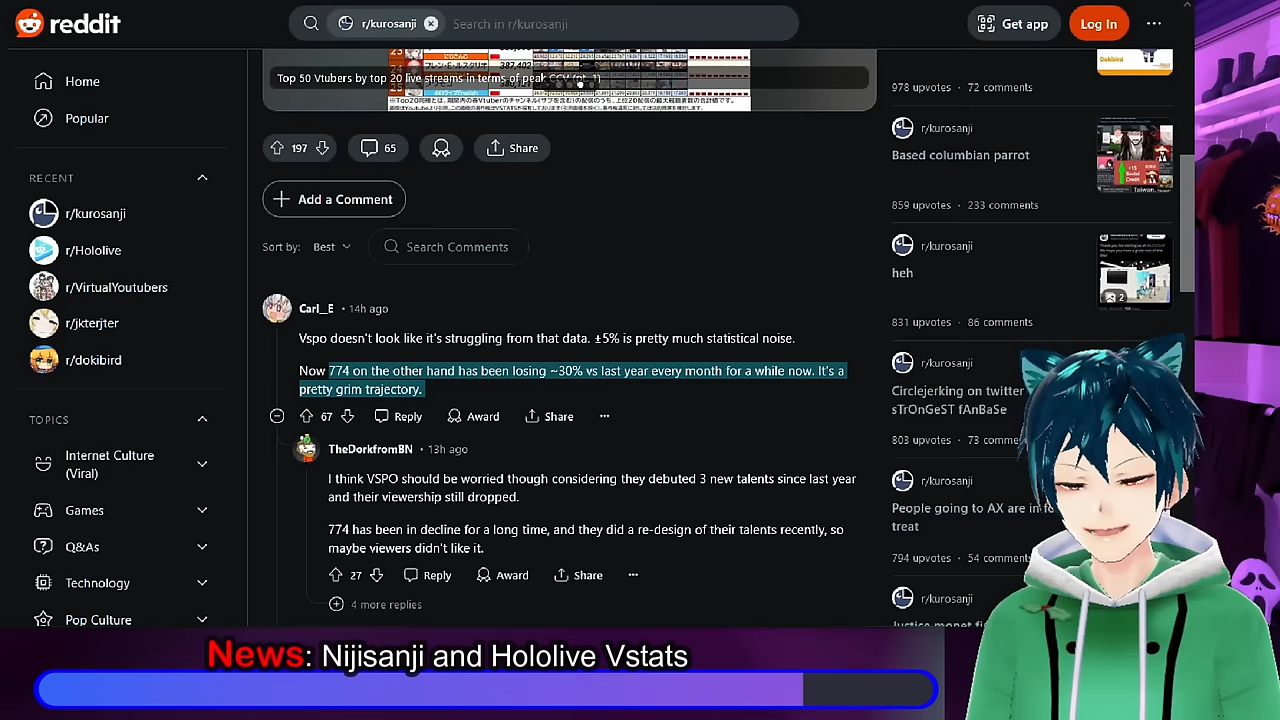 reddit
r/kurosanji
Search in r/kurosanji
Get app
Log In
Home
Popular
RECENT
r/kurosanji
r/Hololive
r/VirtualYoutubers
r/jkterjter
r/dokibird
TOPICS
Internet Culture
(Viral)
Games
Q&As
Technology
Pop Culture
Top 50 Vtubers by top 20 live streams in terms of peak CCV (pt. 1)
197
65
Share
Add a Comment
Sort by:
Best
Search Comments
Carl_E • 14h ago
Vspo doesn't look like it's struggling from that data. ±5% is pretty much statistical noise.
Now 774 on the other hand has been losing ~30% vs last year every month for a while now. It's a
pretty grim trajectory.
67
Reply
Award
Share
TheDorkfromBN • 13h ago
I think VSPO should be worried though considering they debuted 3 new talents since last year
and their viewership still dropped.
774 has been in decline for a long time, and they did a re-design of their talents recently, so
maybe viewers didn't like it.
27
Reply
Award
Share
4 more replies
Dokibird
978 upvotes · 72 comments
r/kurosanji
Based columbian parrot
859 upvotes · 233 comments
r/kurosanji
heh
2
831 upvotes · 86 comments
r/kurosanji
Circlejerking on twitter
sTrOnGeST fAnBaSe
803 upvotes · 73 comme
r/kurosanji
People going to AX are in fo
treat
794 upvotes · 54 comment
r/kurosanji
News: Nijisanji and Hololive Vstats